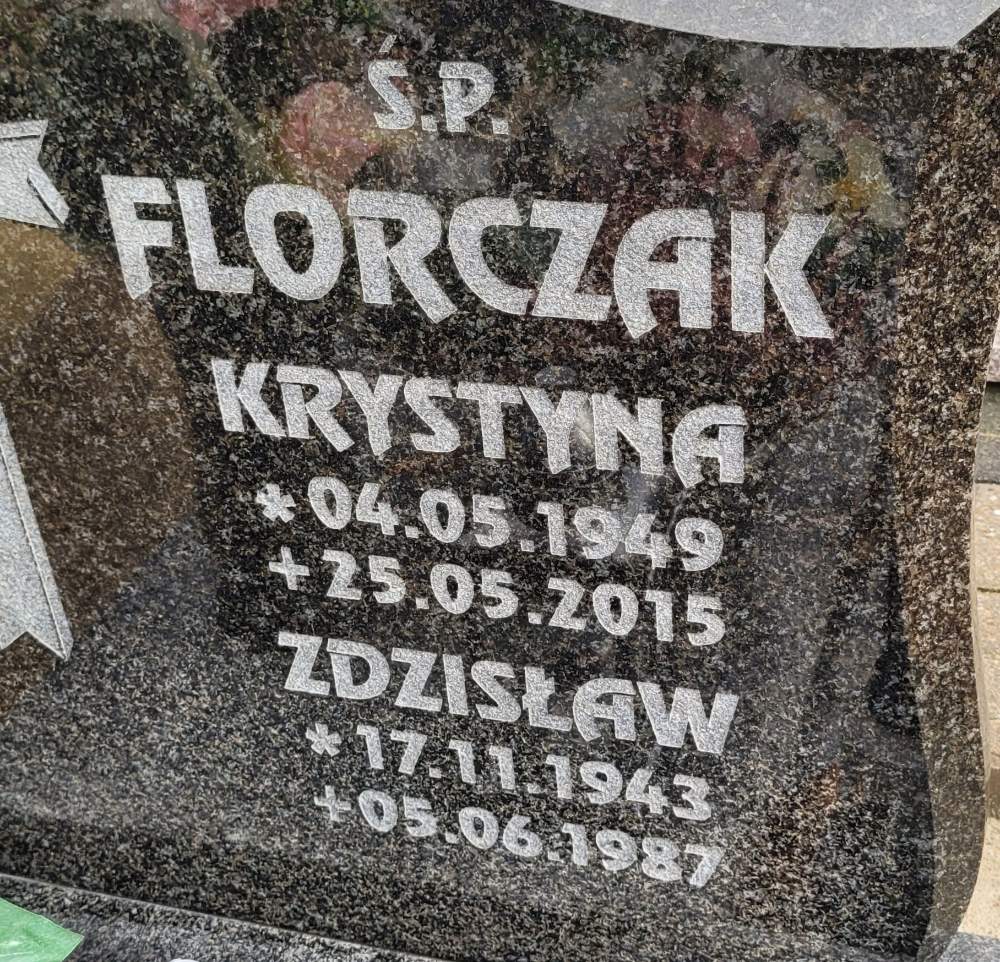 Ś.P.
FLORCZAK
KRYSTYNA
* 04.05.1949
+ 25.05.2015
ZDZISŁAW
* 17.11.1943
+ 05.06.1987